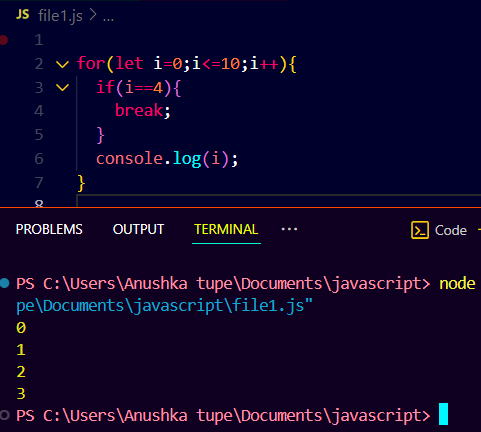 JS file1.js > ...
1
2 for(let i=0;i<=10;i++){
3 if(i==4){
4 break;
5 }
6 console.log(i);
7 }
8
PROBLEMS OUTPUT TERMINAL ··· Code
PS C:\Users\Anushka tupe\Documents\javascript> node
pe\Documents\javascript\file1.js"
0
1
2
3
PS C:\Users\Anushka tupe\Documents\javascript>